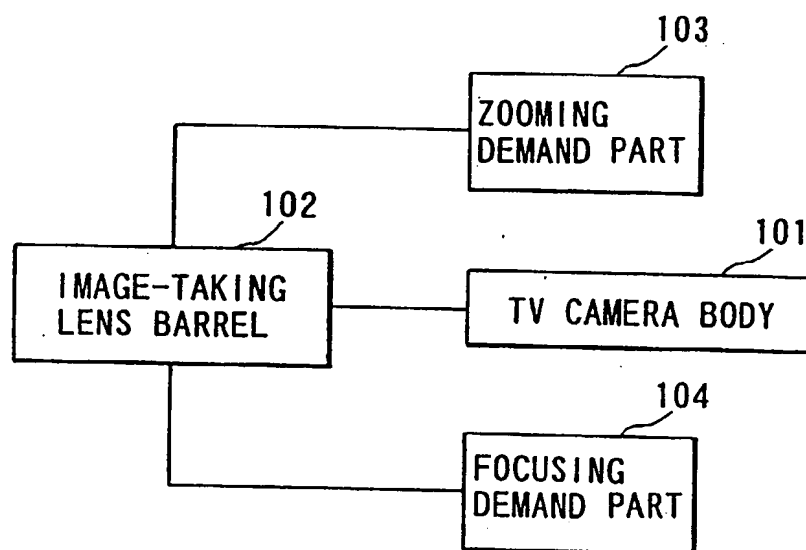 103
ZOOMING
DEMAND PART
102
IMAGE-TAKING
LENS BARREL
101
TV CAMERA BODY
104
FOCUSING
DEMAND PART